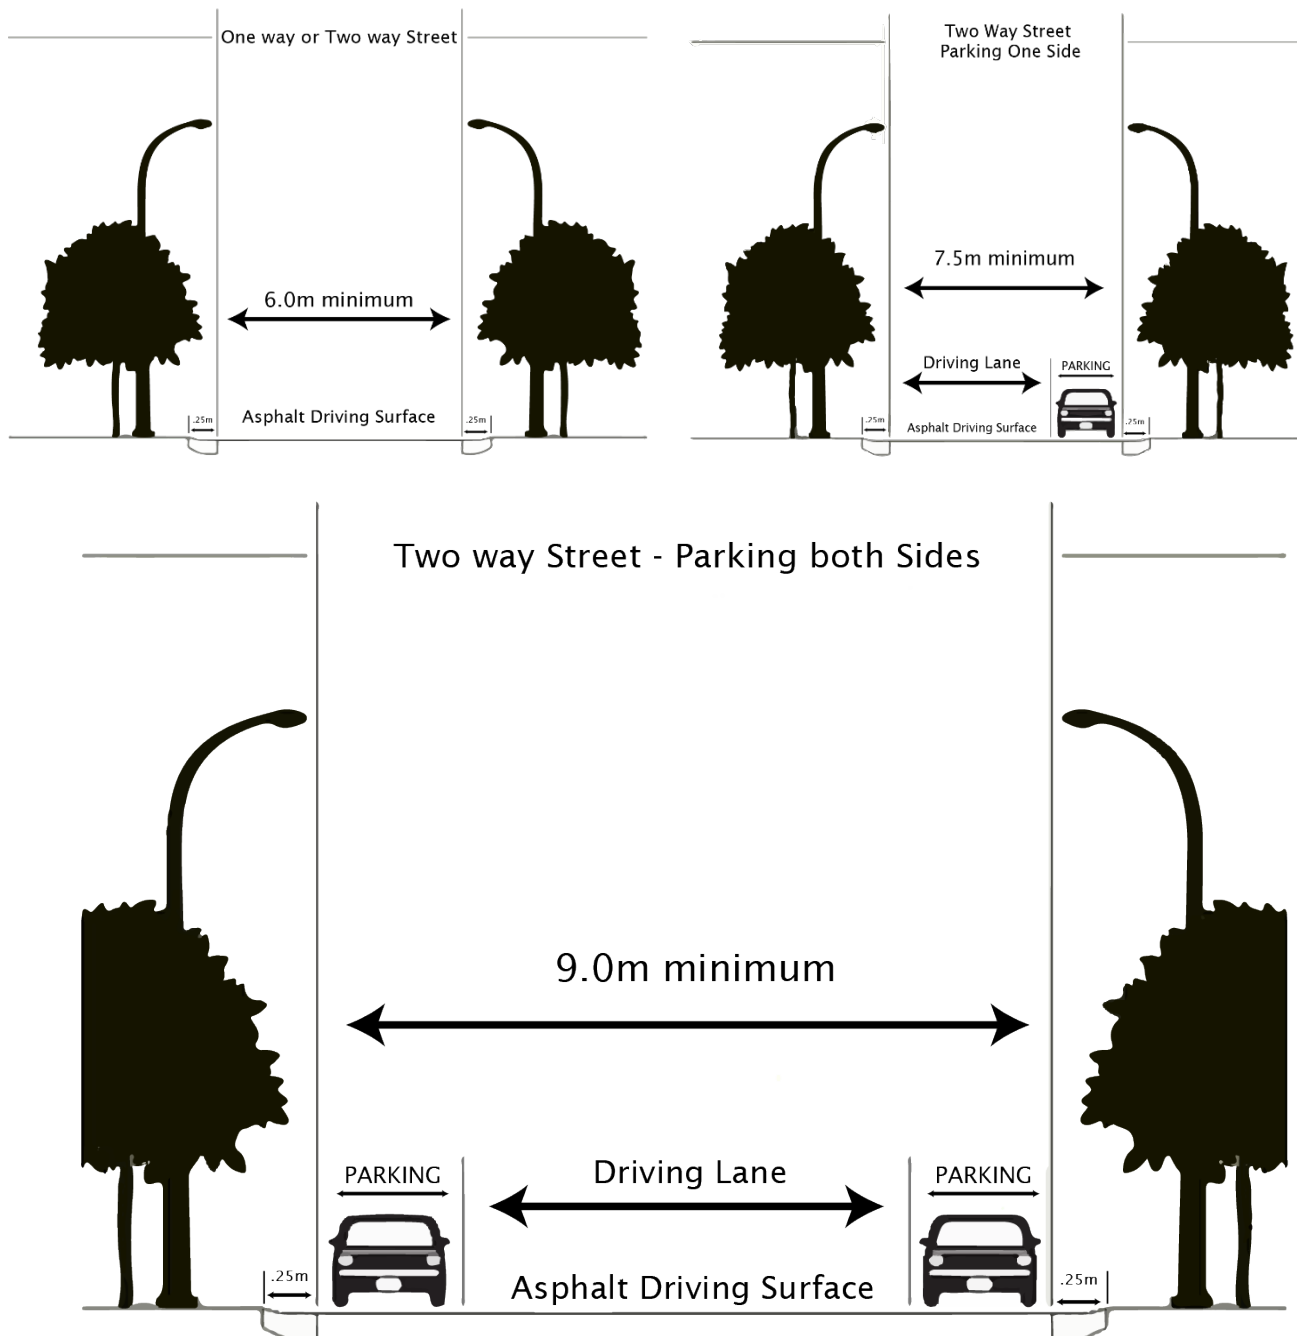 One way or Two way Street
6.0m minimum
Asphalt Driving Surface
.25m
.25m
Two Way Street
Parking One Side
7.5m minimum
Driving Lane
PARKING
Asphalt Driving Surface
.25m
.25m
Two way Street - Parking both Sides
9.0m minimum
PARKING
Driving Lane
PARKING
.25m
Asphalt Driving Surface
.25m